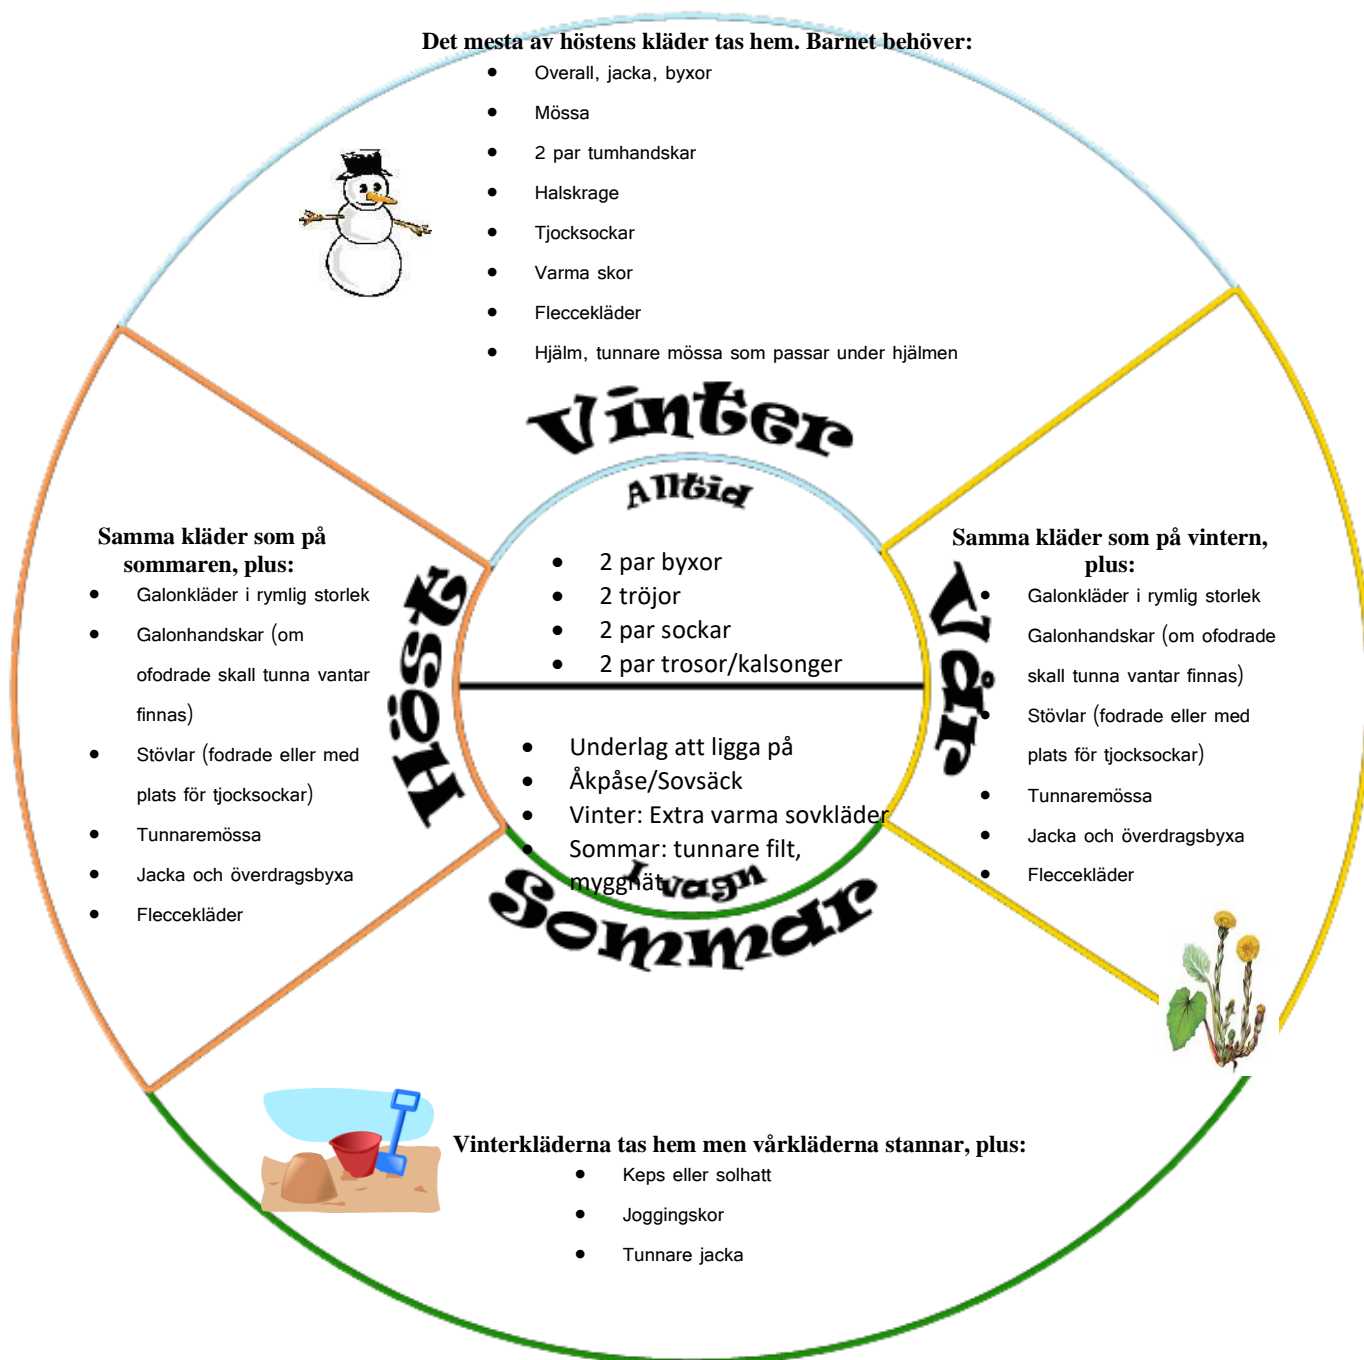 Det mesta av höstens kläder tas hem. Barnet behöver:
• Overall, jacka, byxor
• Mössa
• 2 par tumhandskar
• Halskrage
• Tjocksockar
• Varma skor
• Fleccekläder
• Hjälm, tunnare mössa som passar under hjälmen
Vinter
Alltid
• 2 par byxor
• 2 tröjor
• 2 par sockar
• 2 par trosor/kalsonger
Samma kläder som på
sommaren, plus:
• Galonkläder i rymlig storlek
• Galonhandskar (om
ofodrade skall tunna vantar
finnas)
• Stövlar (fodrade eller med
plats för tjocksockar)
• Tunnaremössa
• Jacka och överdragsbyxa
• Fleccekläder
Höst
Samma kläder som på vintern,
plus:
• Galonkläder i rymlig storlek
Galonhandskar (om ofodrade
skall tunna vantar finnas)
• Stövlar (fodrade eller med
plats för tjocksockar)
• Tunnaremössa
• Jacka och överdragsbyxa
• Fleccekläder
Vår
• Underlag att ligga på
• Åkpåse/Sovsäck
• Vinter: Extra varma sovkläder
• Sommar: tunnare filt,
myggnät
I vagn
Sommar
Vinterkläderna tas hem men vårkläderna stannar, plus:
• Keps eller solhatt
• Joggingskor
• Tunnare jacka